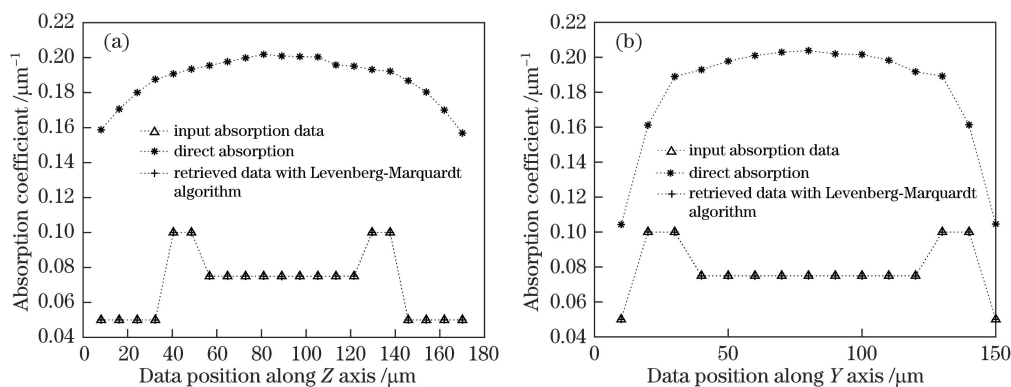 (a)
Absorption coefficient /μm⁻¹
0.22
0.20
0.18
0.16
0.14
0.12
0.10
0.08
0.06
0.04
input absorption data
direct absorption
retrieved data with Levenberg-Marquardt
algorithm
0 20 40 60 80 100 120 140 160 180
Data position along Z axis /μm
(b)
Absorption coefficient /μm⁻¹
0.22
0.20
0.18
0.16
0.14
0.12
0.10
0.08
0.06
0.04
input absorption data
direct absorption
retrieved data with Levenberg-Marquardt
algorithm
0 50 100 150
Data position along Y axis /μm